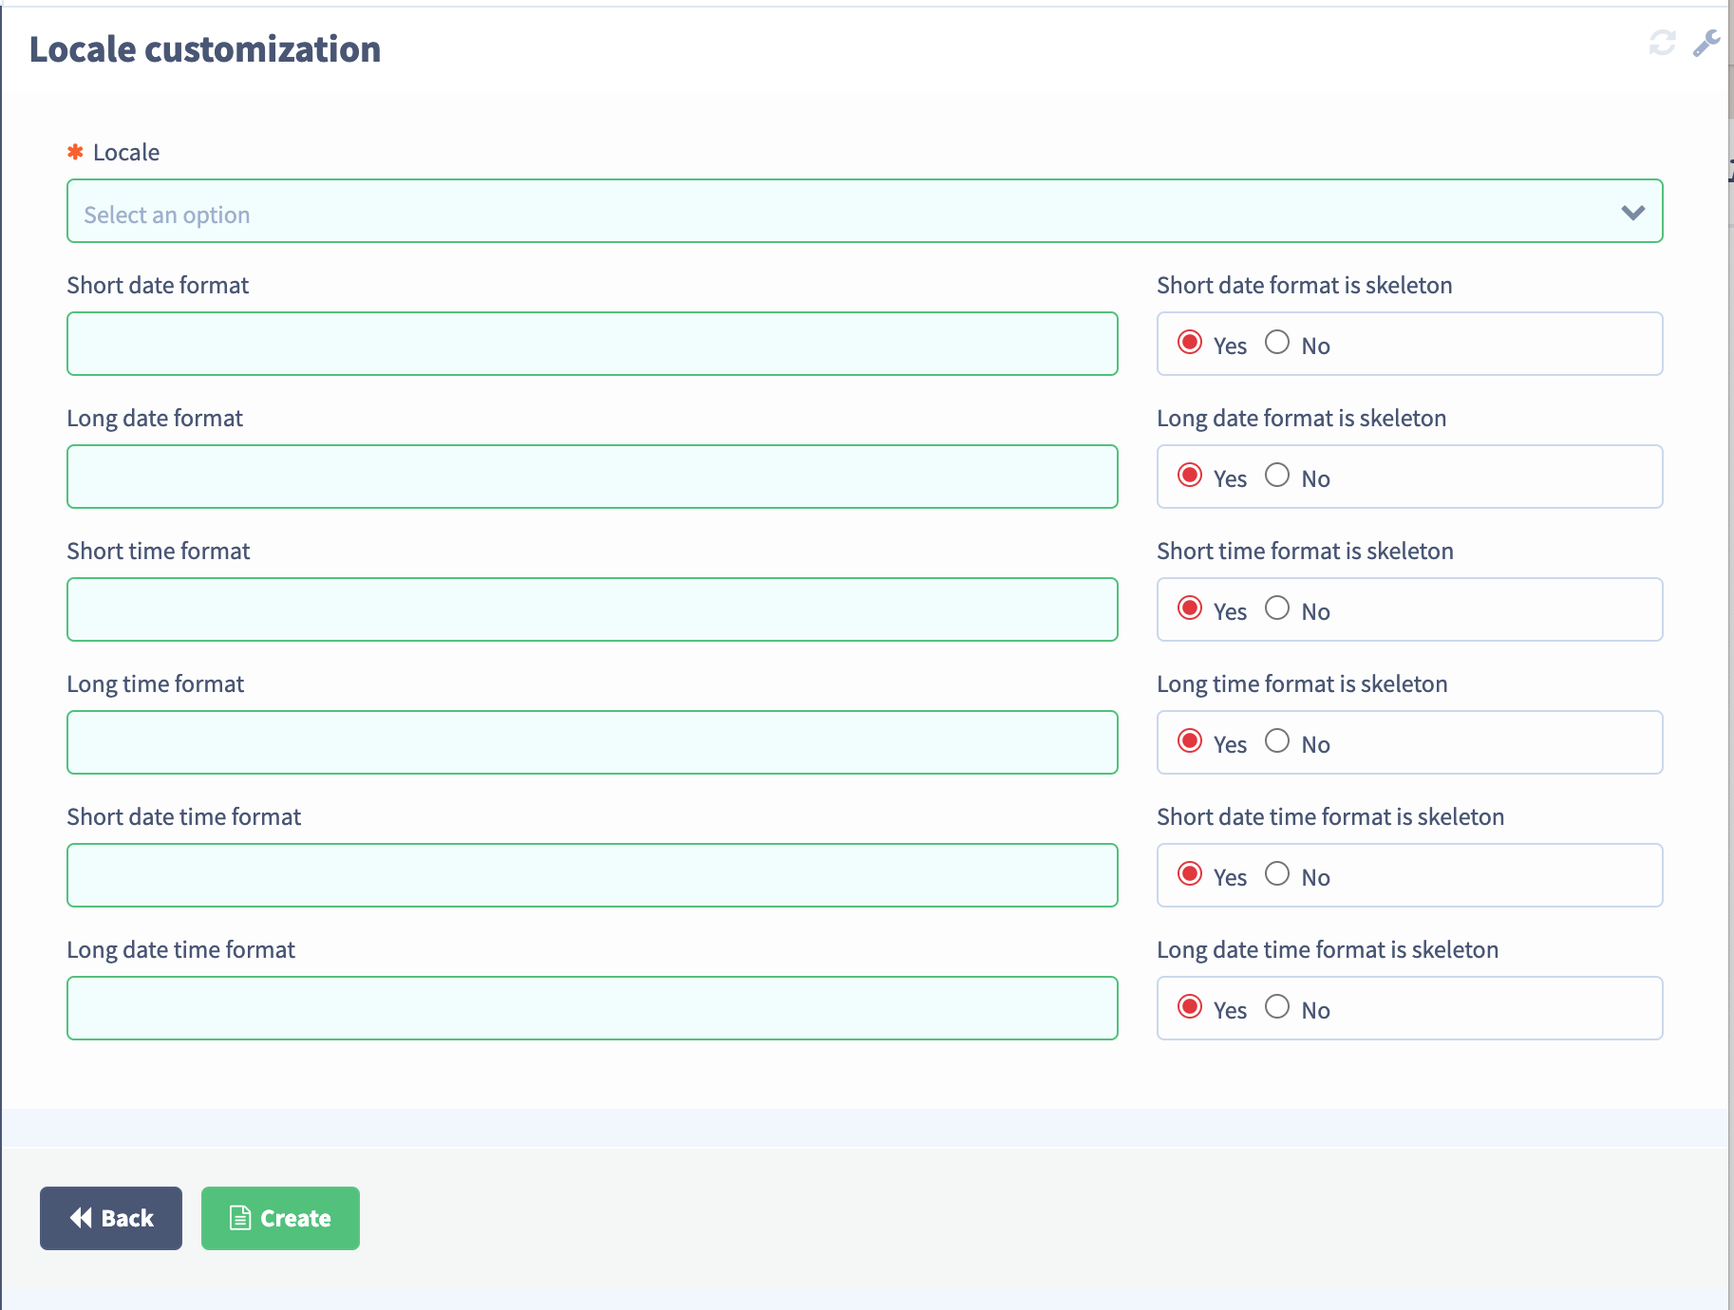 Locale customization
✱ Locale
Select an option
Short date format
Short date format is skeleton
Yes No
Long date format
Long date format is skeleton
Yes No
Short time format
Short time format is skeleton
Yes No
Long time format
Long time format is skeleton
Yes No
Short date time format
Short date time format is skeleton
Yes No
Long date time format
Long date time format is skeleton
Yes No
Back
Create